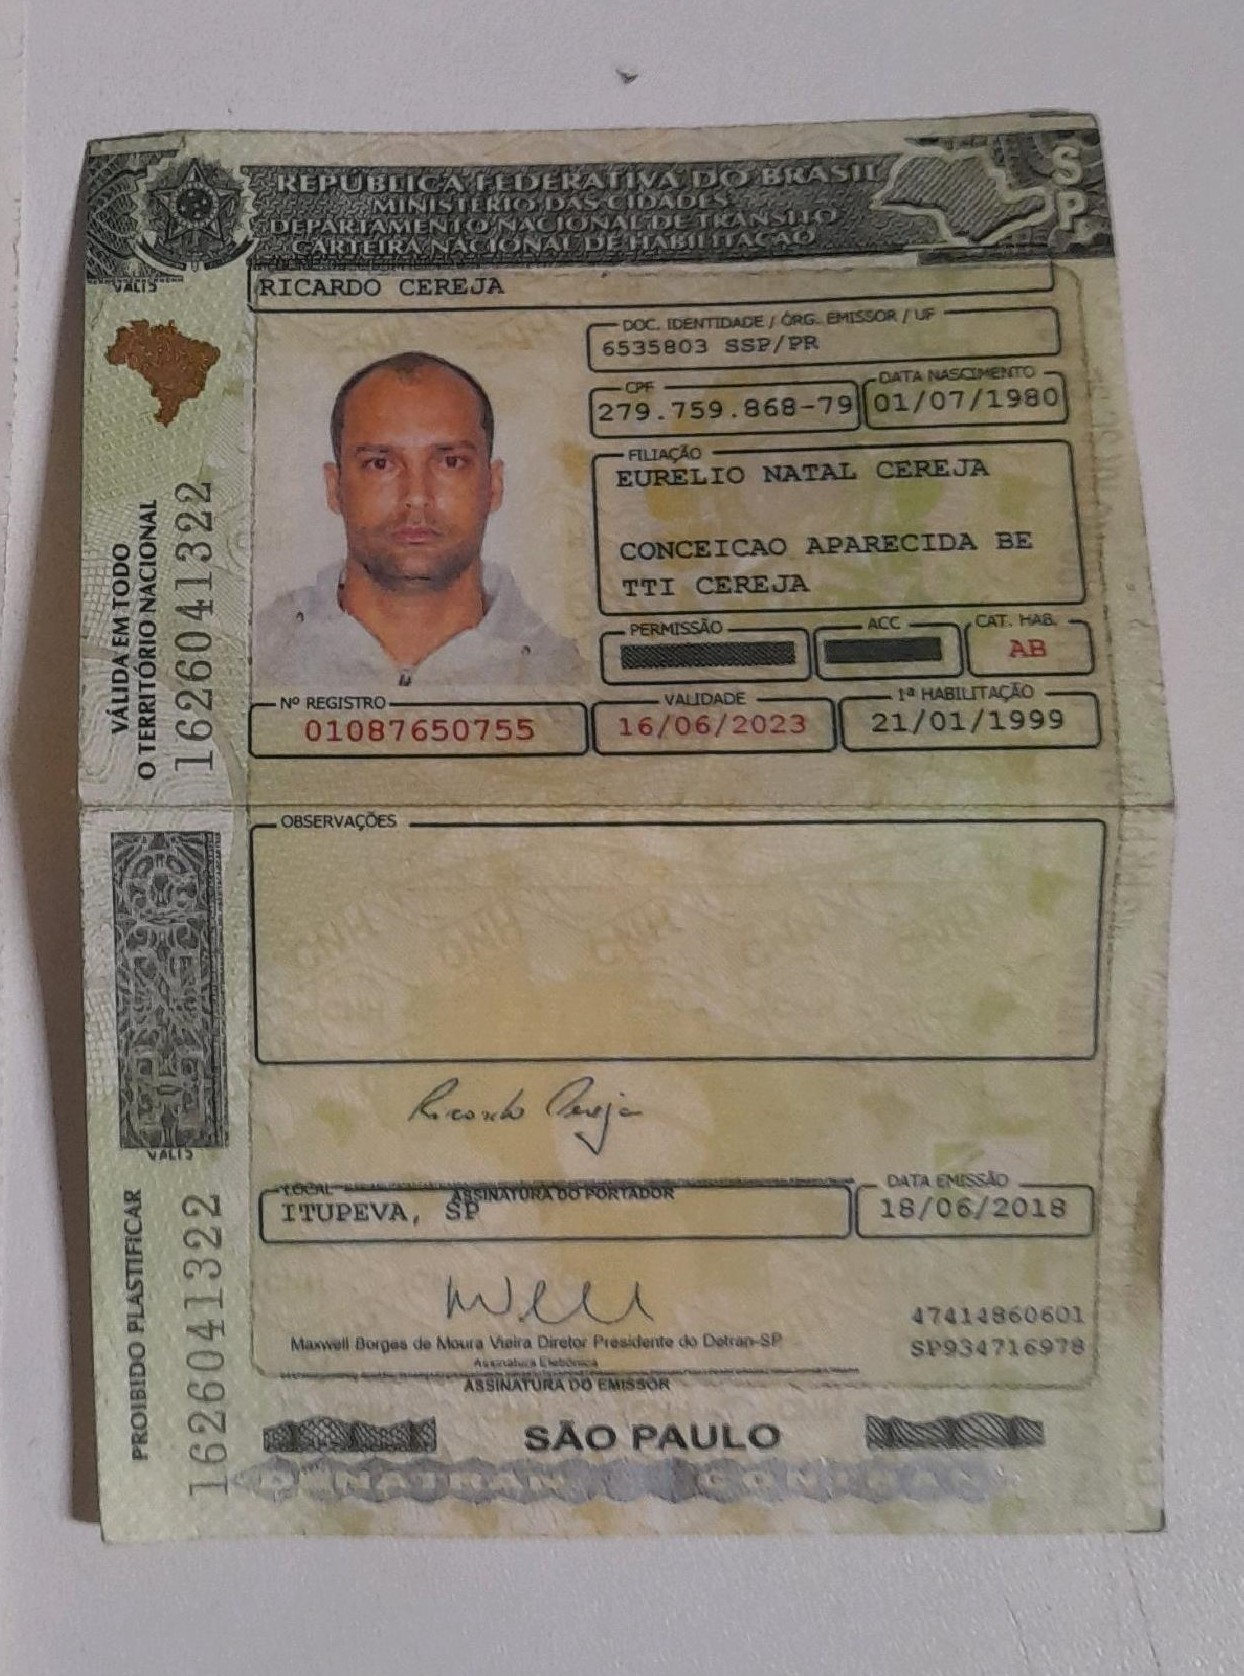 REPÚBLICA FEDERATIVA DO BRASIL
MINISTÉRIO DAS CIDADES
DEPARTAMENTO NACIONAL DE TRÂNSITO
CARTEIRA NACIONAL DE HABILITAÇÃO
SP
VALIS
RICARDO CEREJA
DOC. IDENTIDADE / ÓRG. EMISSOR / UF
6535803 SSP/PR
CPF
279.759.868-79
DATA NASCIMENTO
01/07/1980
FILIAÇÃO
EURELIO NATAL CEREJA
CONCEICAO APARECIDA BE
TTI CEREJA
PERMISSÃO
ACC
CAT. HAB.
AB
Nº REGISTRO
01087650755
VALIDADE
16/06/2023
1ª HABILITAÇÃO
21/01/1999
VÁLIDA EM TODO
O TERRITÓRIO NACIONAL
1626041322
OBSERVAÇÕES
CNH CNH CNH CNH CNH
VALIS
Ricardo Cereja
ASSINATURA DO PORTADOR
LOCAL
ITUPEVA, SP
DATA EMISSÃO
18/06/2018
PROIBIDO PLASTIFICAR
1626041322
Maxwell Borges de Moura Vieira Diretor Presidente do Detran-SP
Assinatura Eletrônica
ASSINATURA DO EMISSOR
47414860601
SP934716978
SÃO PAULO
DENATRAN CONTRAN